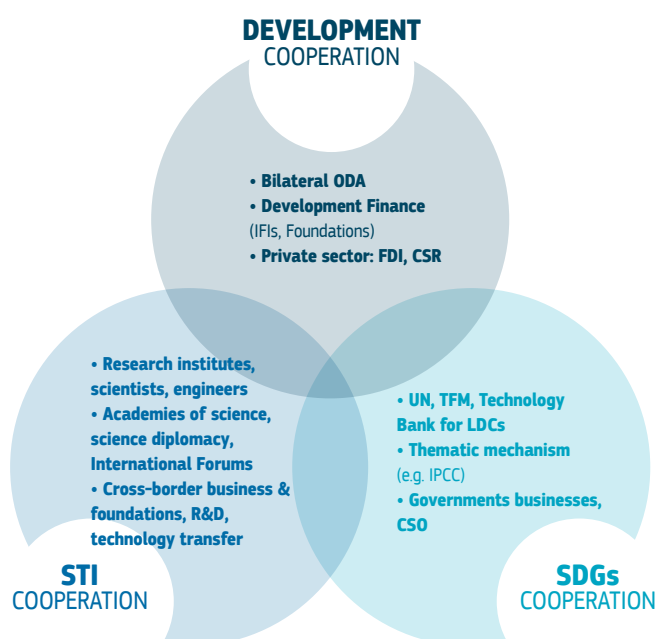 DEVELOPMENT
COOPERATION
• Bilateral ODA
• Development Finance
(IFIs, Foundations)
• Private sector: FDI, CSR
• Research institutes,
scientists, engineers
• Academies of science,
science diplomacy,
International Forums
• Cross-border business &
foundations, R&D,
technology transfer
STI
COOPERATION
• UN, TFM, Technology
Bank for LDCs
• Thematic mechanism
(e.g. IPCC)
• Governments businesses,
CSO
SDGs
COOPERATION